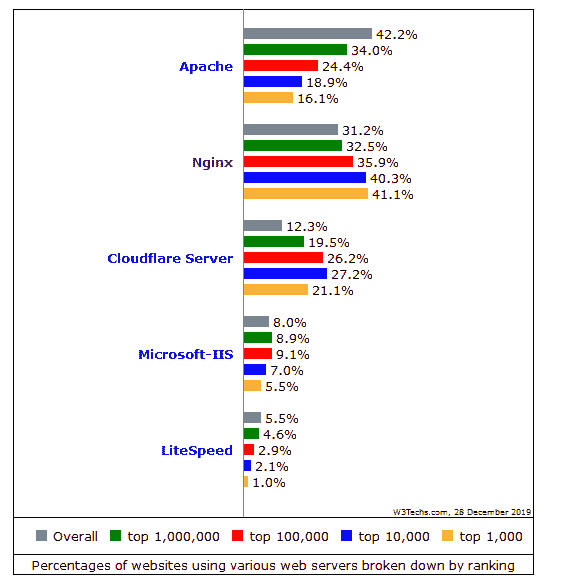 42.2%
34.0%
Apache 24.4%
18.9%
16.1%
31.2%
32.5%
Nginx 35.9%
40.3%
41.1%
12.3%
19.5%
Cloudflare Server 26.2%
27.2%
21.1%
8.0%
8.9%
Microsoft-IIS 9.1%
7.0%
5.5%
5.5%
4.6%
LiteSpeed 2.9%
2.1%
1.0%
W3Techs.com, 28 December 2019
Overall top 1,000,000 top 100,000 top 10,000 top 1,000
Percentages of websites using various web servers broken down by ranking